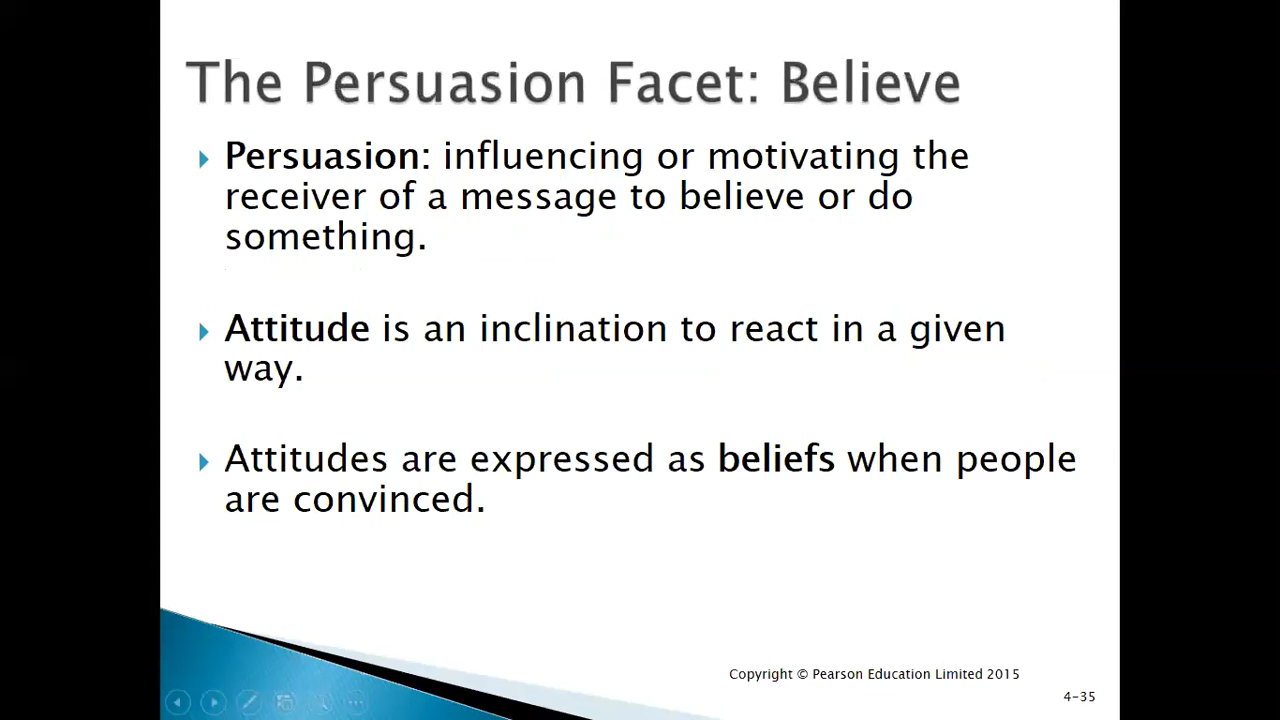 The Persuasion Facet: Believe
Persuasion: influencing or motivating the
receiver of a message to believe or do
something.
Attitude is an inclination to react in a given
way.
Attitudes are expressed as beliefs when people
are convinced.
Copyright © Pearson Education Limited 2015
4-35